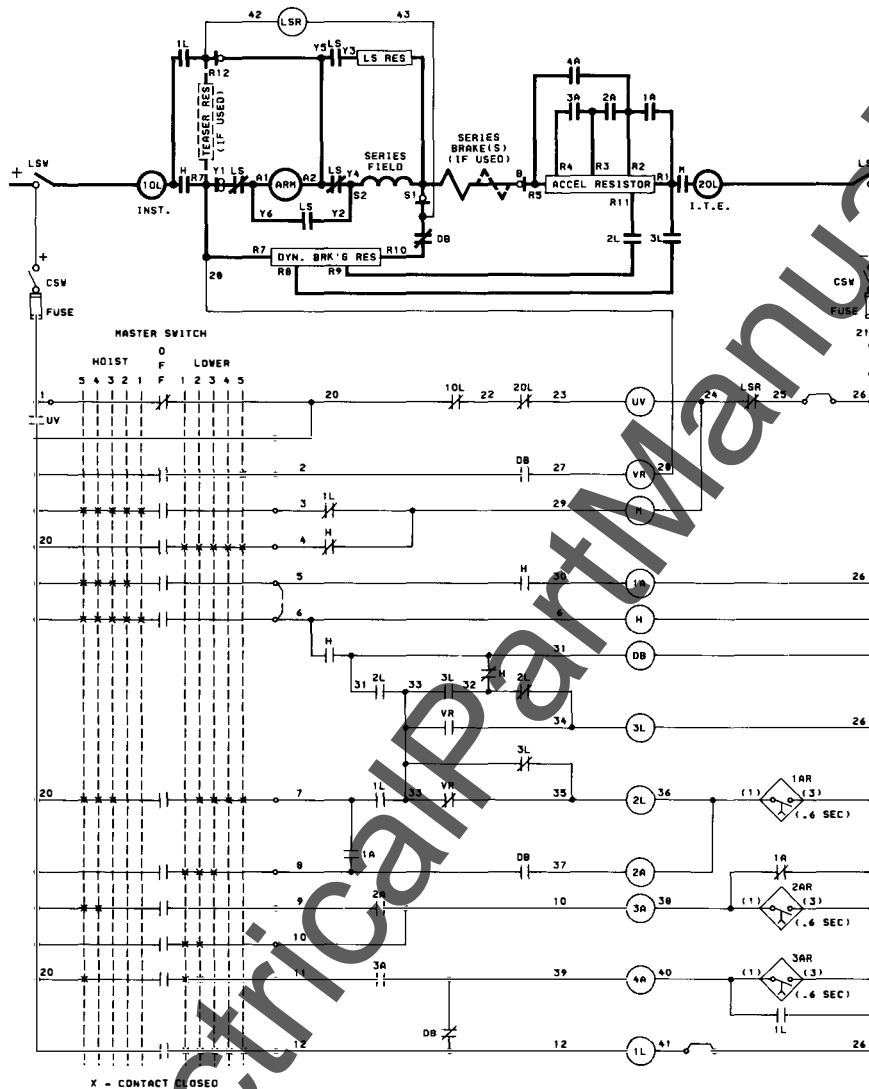 42 LSR 43
1L R12 Y5 LS Y3 LS RES
4A
3A 2A 1A
TEASER RES
(IF USED)
SERIES
BRAKE(S)
(IF USED)
+ LSW 10L H R7 Y1 LS A1 ARM A2 LS Y4 SERIES
FIELD
S2 S1 B R5 R4 R3 R2 R1 M 20L LS
ACCEL RESISTOR
INST. Y6 LS Y2 R11 I.T.E.
DB 2L 3L
R7 DYN. BRK'G RES R10
28 R8 R9
+ +
CSW CSW
FUSE FUSE
21
MASTER SWITCH
HOIST OFF LOWER
5 4 3 2 1 1 2 3 4 5
1 20 10L 22 20L 23 UV 24 LSR 25 26
UV
2 DB 27 VR 28
3 1L 29 M
20 4 H
5 H 30 1A 26
6 6 H
H 31 DB
31 2L 33 3L 32 H 2L
VR 34 3L 26
3L
20 7 1L 33 VR 35 2L 36 (1) 1AR (3)
(.6 SEC)
1A
8 DB 37 2A 1A
9 2A 10 3A 38 (1) 2AR (3)
(.6 SEC)
10
20 11 3A 39 4A 40 (1) 3AR (3)
(.6 SEC)
DB 1L
12 12 1L 41 26
X - CONTACT CLOSED
ctricalPartManua